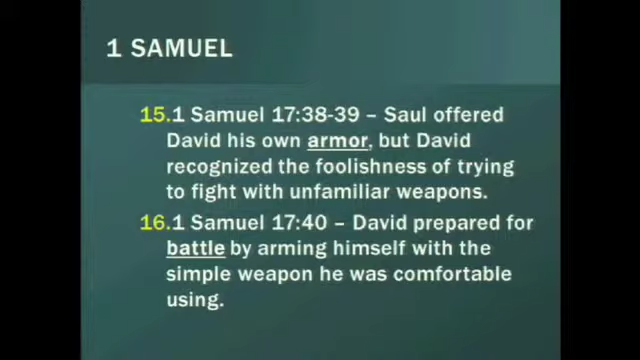 1 SAMUEL
15.1 Samuel 17:38-39 – Saul offered
David his own armor, but David
recognized the foolishness of trying
to fight with unfamiliar weapons.
16.1 Samuel 17:40 – David prepared for
battle by arming himself with the
simple weapon he was comfortable
using.